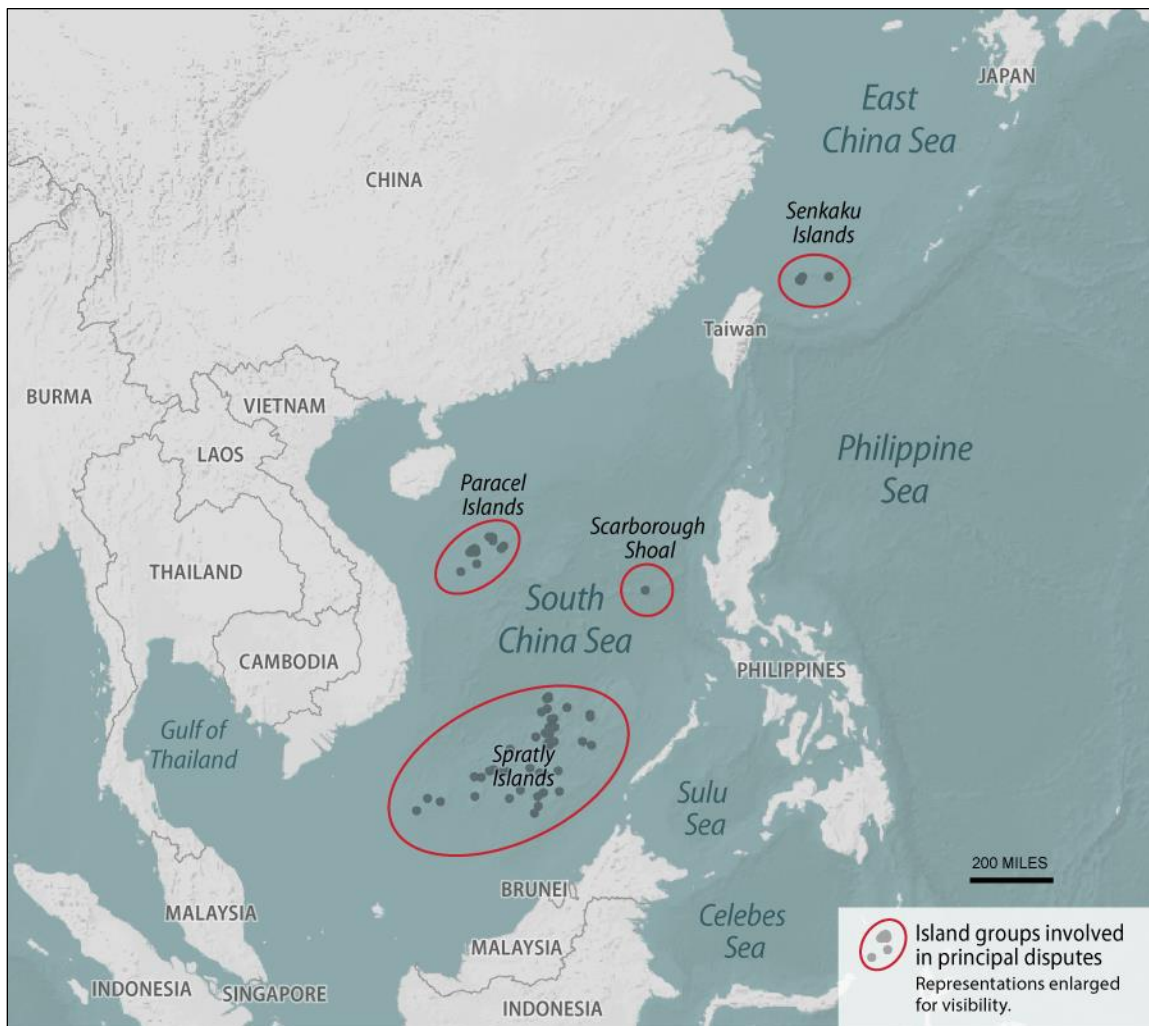 JAPAN
East
China Sea
CHINA
Senkaku
Islands
Taiwan
BURMA
VIETNAM
LAOS
Philippine
Sea
Paracel
Islands
Scarborough
Shoal
THAILAND
South
China Sea
CAMBODIA
PHILIPPINES
Gulf of
Thailand
Spratly
Islands
Sulu
Sea
200 MILES
BRUNEI
MALAYSIA
Celebes
Sea
MALAYSIA
INDONESIA
SINGAPORE
INDONESIA
Island groups involved
in principal disputes
Representations enlarged
for visibility.